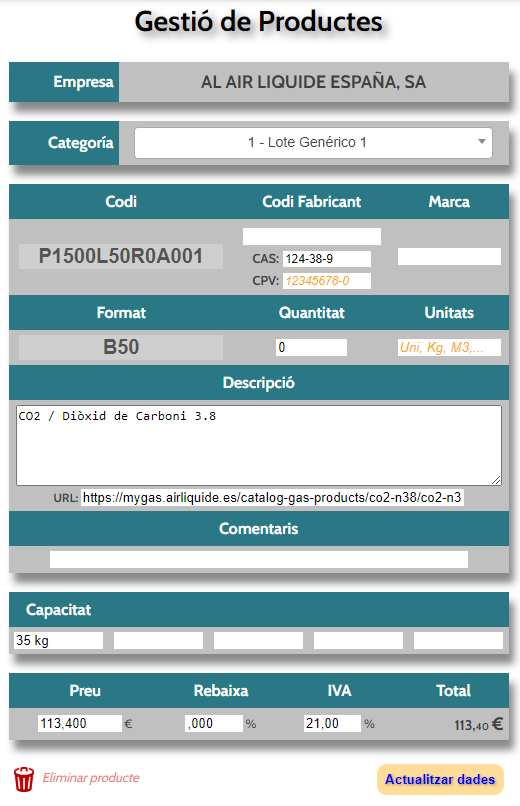 Gestió de Productes
Empresa AL AIR LIQUIDE ESPAÑA, SA
Categoría 1 - Lote Genérico 1
Codi Codi Fabricant Marca
P1500L50R0A001
CAS: 124-38-9
CPV: 12345678-0
Format Quantitat Unitats
B50 0 Uni, Kg, M3,...
Descripció
CO2 / Diòxid de Carboni 3.8
URL: https://mygas.airliquide.es/catalog-gas-products/co2-n38/co2-n3
Comentaris
Capacitat
35 kg
Preu Rebaixa IVA Total
113,400 € ,000 % 21,00 % 113,40 €
Eliminar producte Actualitzar dades